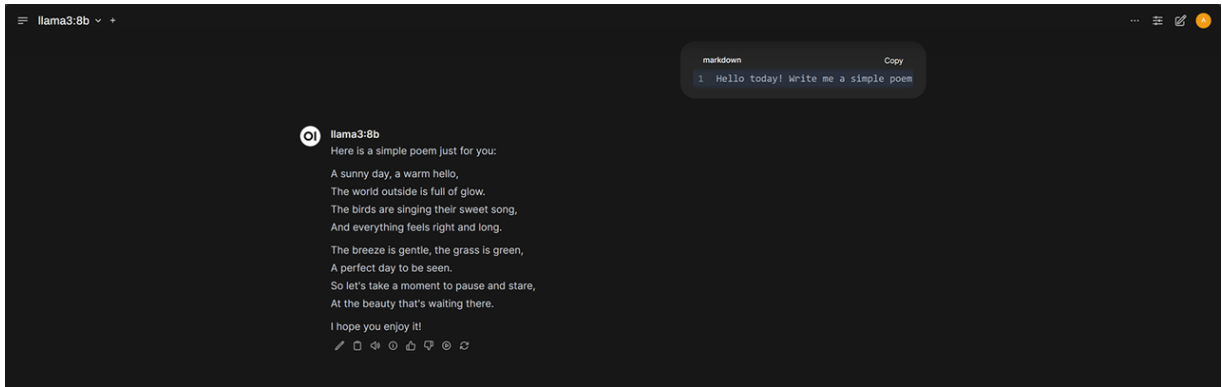 llama3:8b
markdown
Copy
1 Hello today! Write me a simple poem
OI
llama3:8b
Here is a simple poem just for you:
A sunny day, a warm hello,
The world outside is full of glow.
The birds are singing their sweet song,
And everything feels right and long.
The breeze is gentle, the grass is green,
A perfect day to be seen.
So let's take a moment to pause and stare,
At the beauty that's waiting there.
I hope you enjoy it!